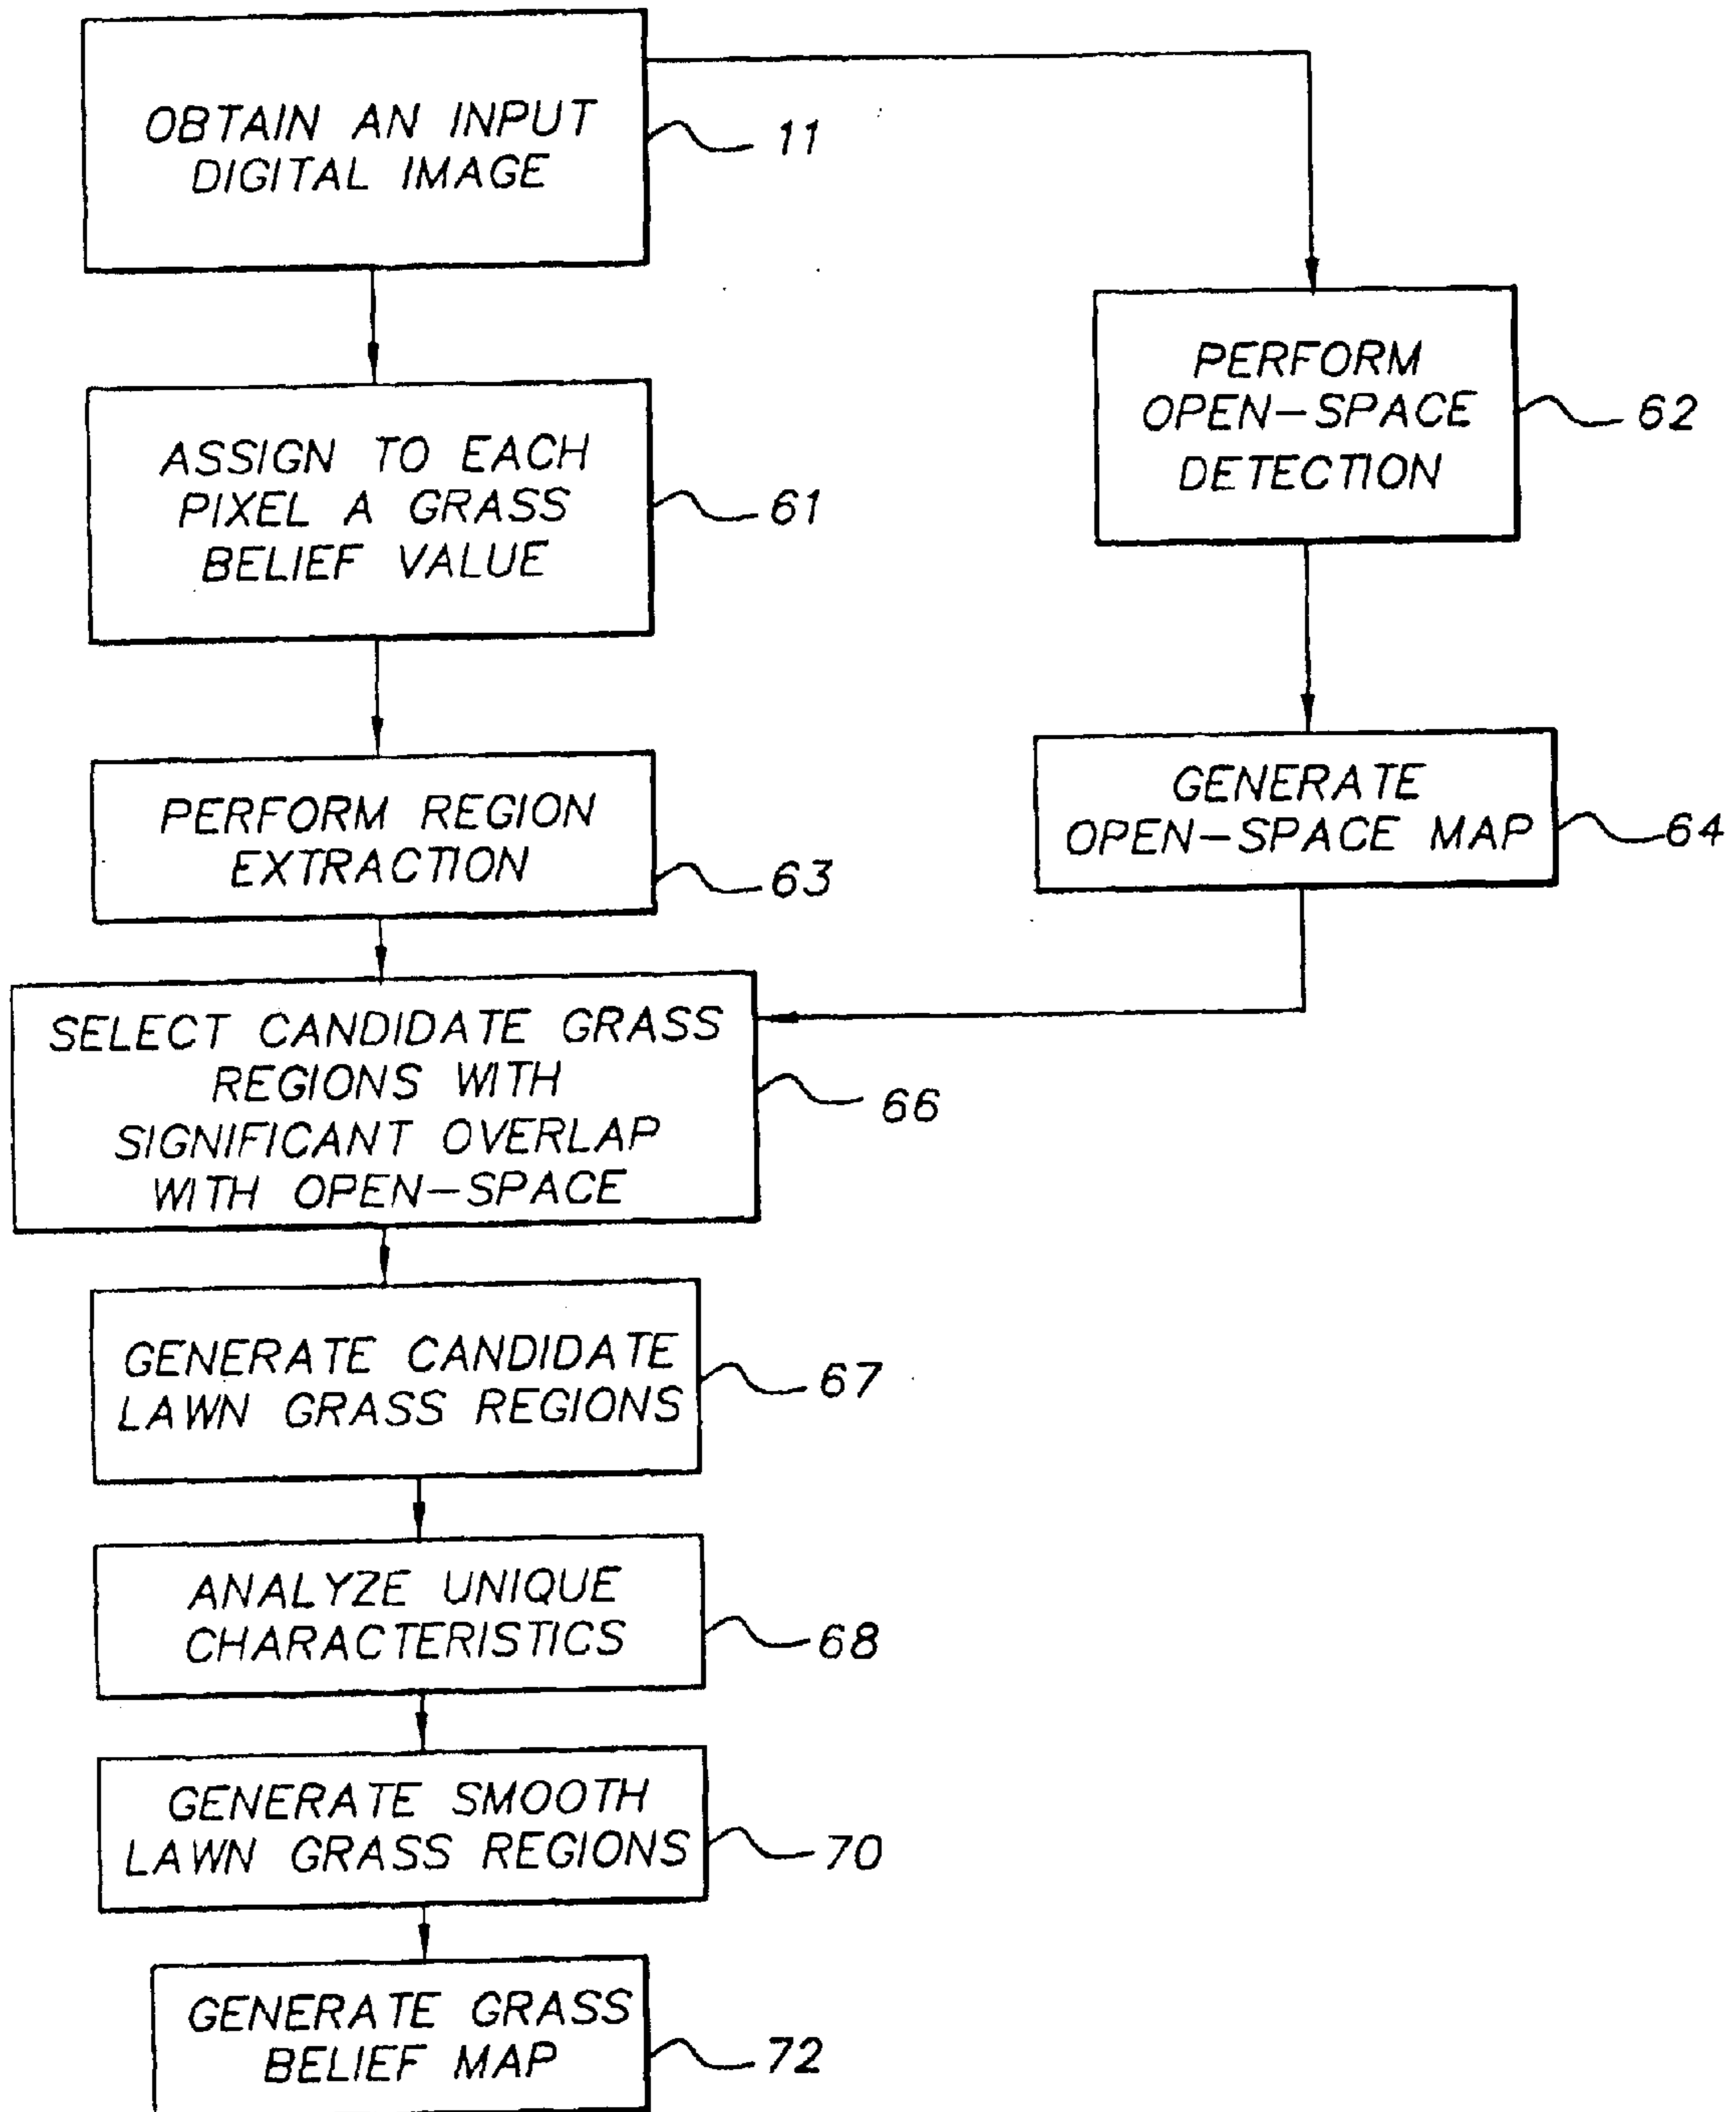 OBTAIN AN INPUT
DIGITAL IMAGE
11
ASSIGN TO EACH
PIXEL A GRASS
BELIEF VALUE
61
PERFORM
OPEN-SPACE
DETECTION
62
PERFORM REGION
EXTRACTION
63
GENERATE
OPEN-SPACE MAP
64
SELECT CANDIDATE GRASS
REGIONS WITH
SIGNIFICANT OVERLAP
WITH OPEN-SPACE
66
GENERATE CANDIDATE
LAWN GRASS REGIONS
67
ANALYZE UNIQUE
CHARACTERISTICS
68
GENERATE SMOOTH
LAWN GRASS REGIONS
70
GENERATE GRASS
BELIEF MAP
72